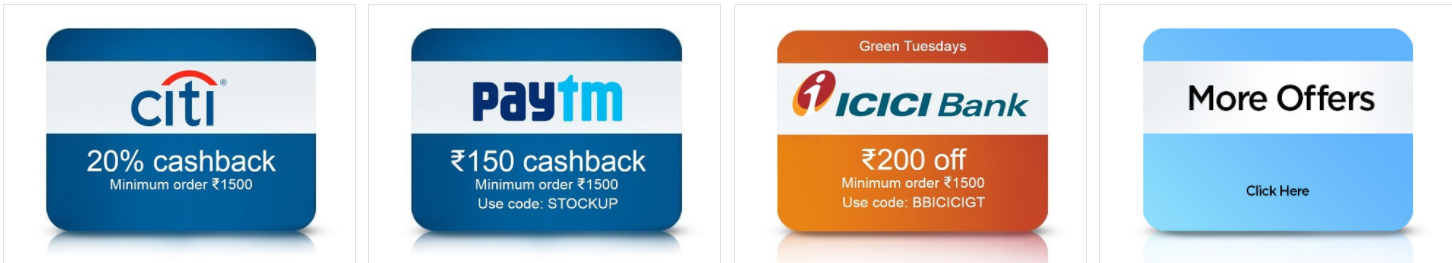 citi®
20% cashback
Minimum order ₹1500
paytm
₹150 cashback
Minimum order ₹1500
Use code: STOCKUP
Green Tuesdays
i ICICI Bank
₹200 off
Minimum order ₹1500
Use code: BBICICIGT
More Offers
Click Here